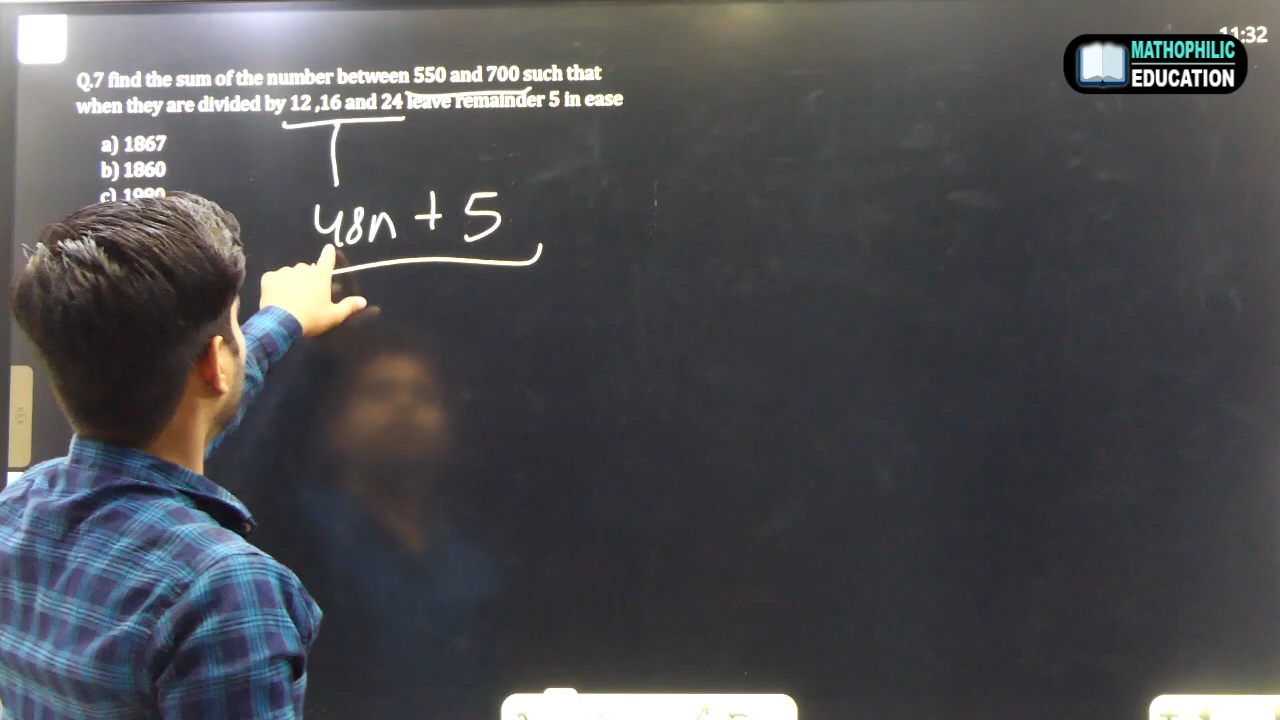 11:32
MATHOPHILIC
EDUCATION
Q.7 find the sum of the number between 550 and 700 such that
when they are divided by 12 ,16 and 24 leave remainder 5 in ease
a) 1867
b) 1860
c) 1980
48n + 5